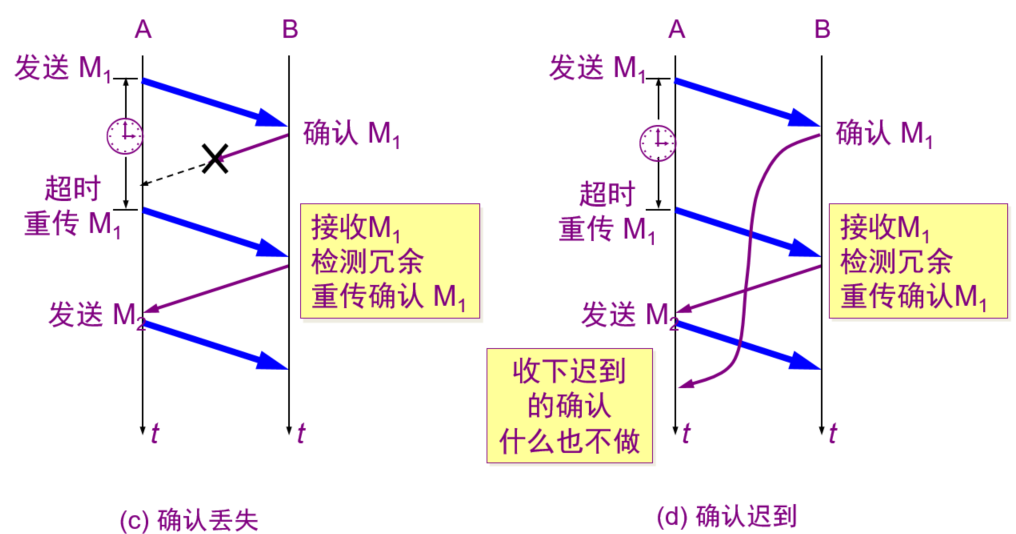 A
B
发送 M1
确认 M1
超时
重传 M1
接收M1
检测冗余
重传确认 M1
发送 M2
t
t
(c) 确认丢失
A
B
发送 M1
确认 M1
超时
重传 M1
接收M1
检测冗余
重传确认M1
发送 M2
收下迟到
的确认
什么也不做
t
t
(d) 确认迟到